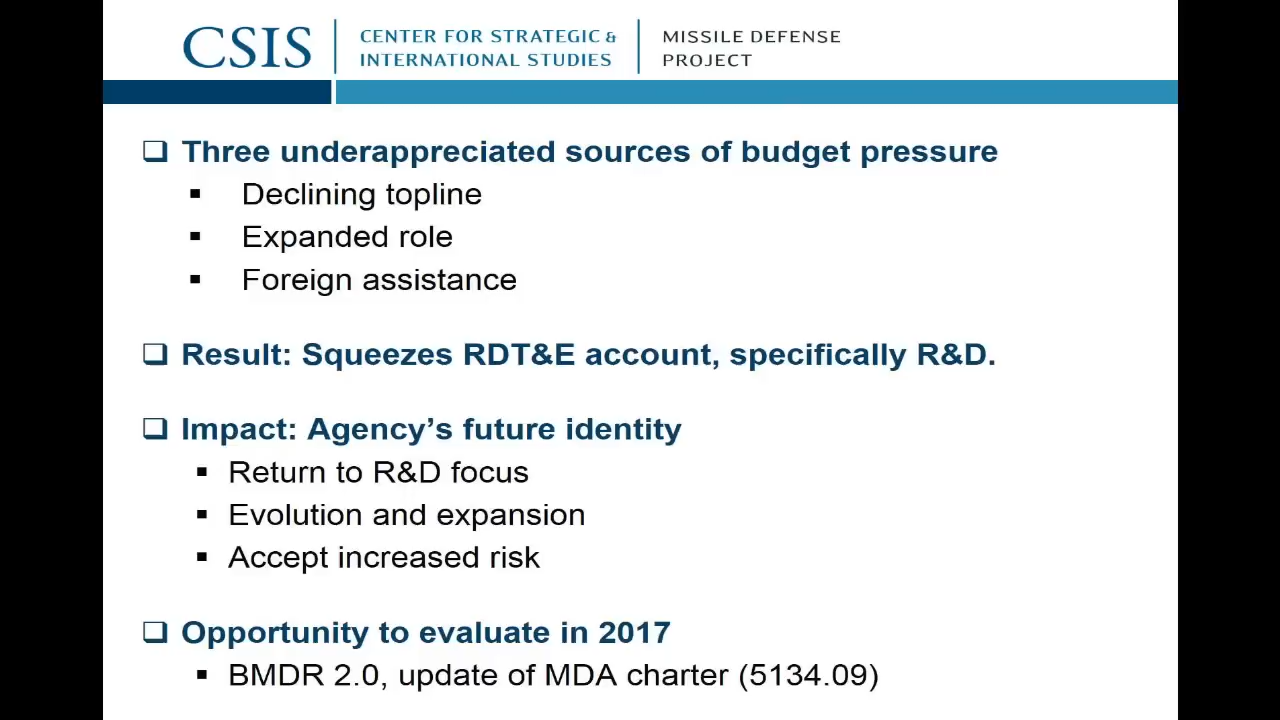 CSIS
CENTER FOR STRATEGIC &
INTERNATIONAL STUDIES
MISSILE DEFENSE
PROJECT
❑ Three underappreciated sources of budget pressure
▪ Declining topline
▪ Expanded role
▪ Foreign assistance
❑ Result: Squeezes RDT&E account, specifically R&D.
❑ Impact: Agency’s future identity
▪ Return to R&D focus
▪ Evolution and expansion
▪ Accept increased risk
❑ Opportunity to evaluate in 2017
▪ BMDR 2.0, update of MDA charter (5134.09)